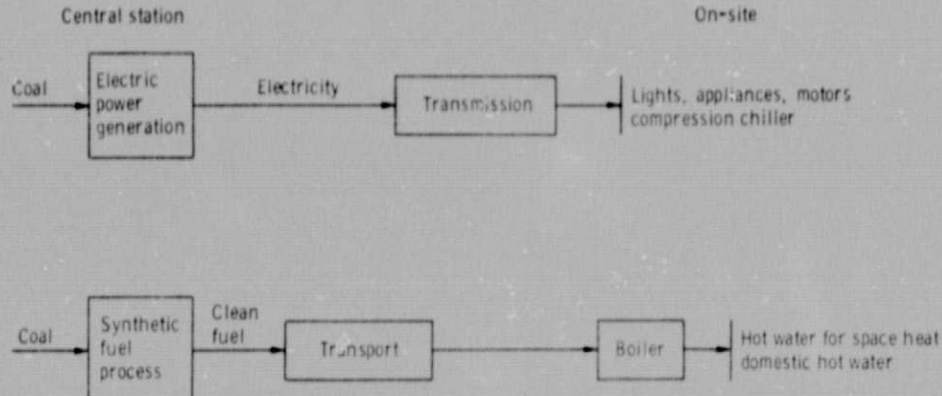 Central station
On-site
Coal
Electric
power
generation
Electricity
Transmission
Lights, appliances, motors
compression chiller
Coal
Synthetic
fuel
process
Clean
fuel
Transport
Boiler
Hot water for space heat
domestic hot water